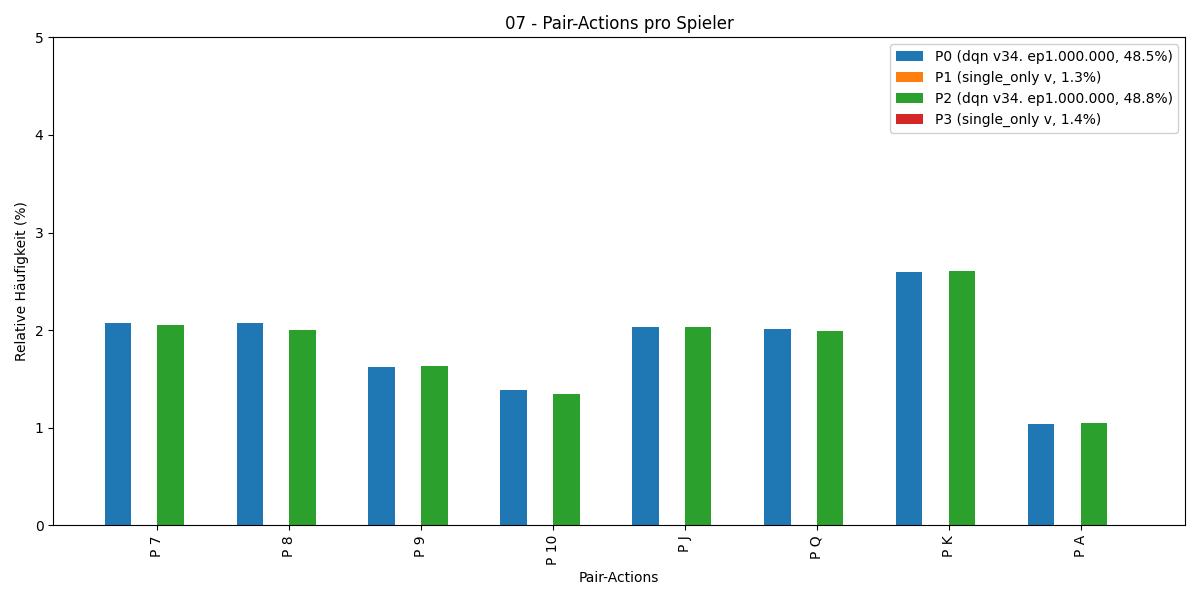 07 - Pair-Actions pro Spieler
P0 (dqn v34. ep1.000.000, 48.5%)
P1 (single_only v, 1.3%)
P2 (dqn v34. ep1.000.000, 48.8%)
P3 (single_only v, 1.4%)
Relative Häufigkeit (%)
5
4
3
2
1
0
P 7
P 8
P 9
P 10
P J
P Q
P K
P A
Pair-Actions